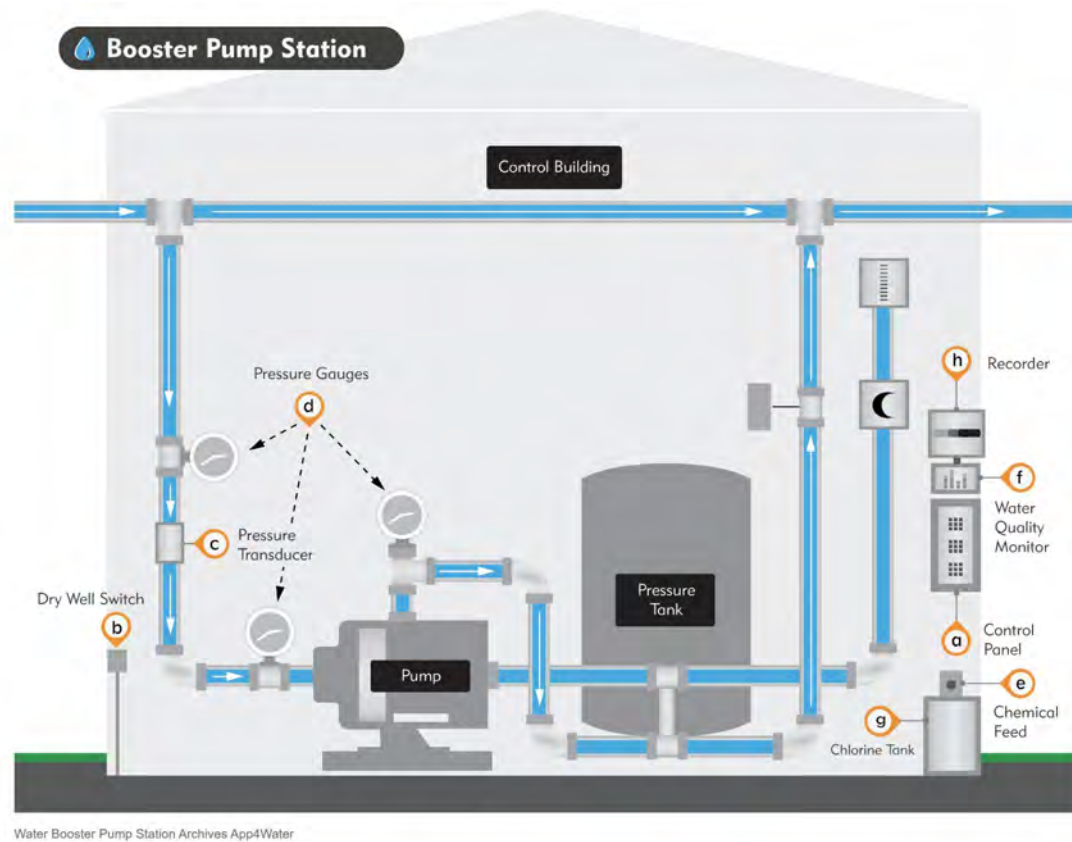 Booster Pump Station
Control Building
Pressure Gauges
d
h
Recorder
f
Water
Quality
Monitor
c
Pressure
Transducer
Dry Well Switch
b
Pressure
Tank
Pump
a
Control
Panel
e
Chemical
Feed
g
Chlorine Tank
Water Booster Pump Station Archives App4Water